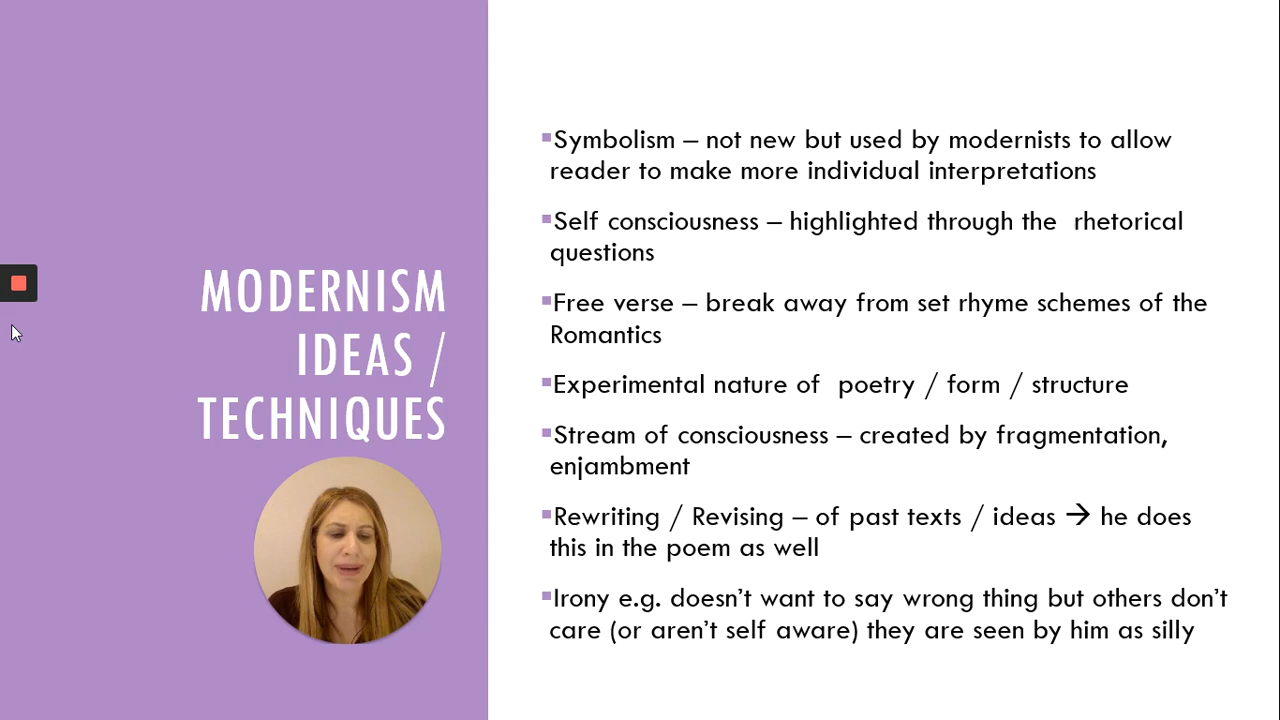 MODERNISM
IDEAS /
TECHNIQUES
▪Symbolism – not new but used by modernists to allow
reader to make more individual interpretations
▪Self consciousness – highlighted through the  rhetorical
questions
▪Free verse – break away from set rhyme schemes of the
Romantics
▪Experimental nature of  poetry / form / structure
▪Stream of consciousness – created by fragmentation,
enjambment
▪Rewriting / Revising – of past texts / ideas → he does
this in the poem as well
▪Irony e.g. doesn’t want to say wrong thing but others don’t
care (or aren’t self aware) they are seen by him as silly